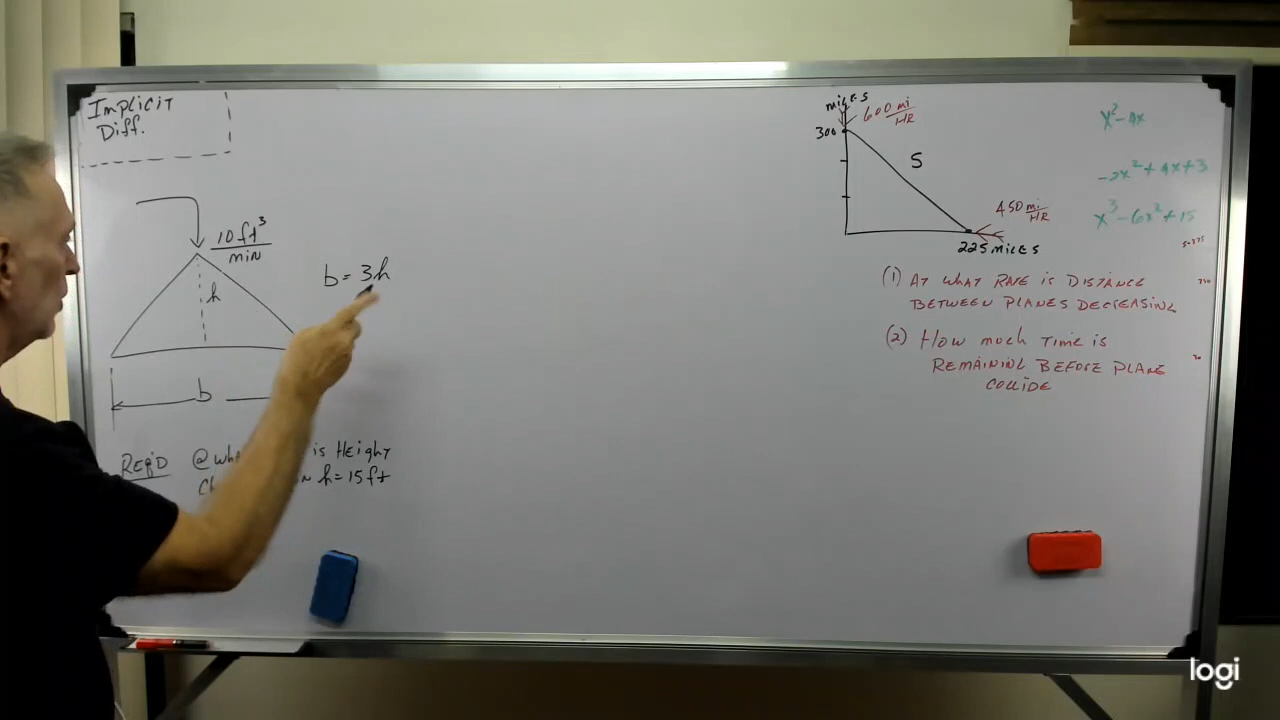 Implicit
Diff.
10 ft³
min
h
b = 3h
b
REQ'D @ is Height
h = 15 ft
miles
300
600 mi
HR
S
450 mi
HR
225 miles
(1) At what Rate is Distance
Between Planes Decreasing
(2) How much Time is
Remaining Before Plane
Collide
x² - 4x
-2x² + 4x + 3
x³ - 6x² + 15
logi